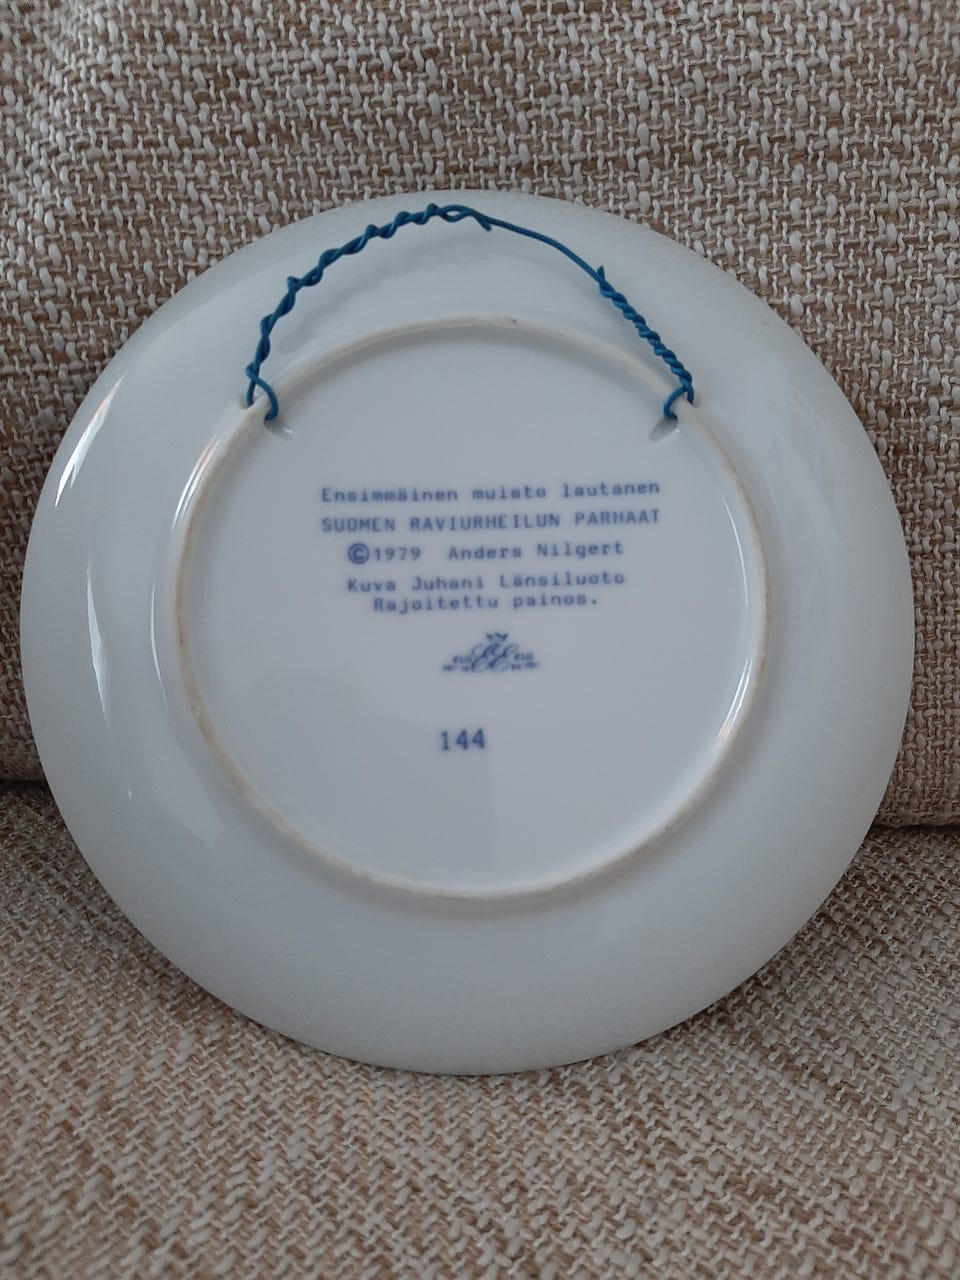 Ensimmäinen muisto lautanen
SUOMEN RAVIURHEILUN PARHAAT
©1979 Anders Nilgert
Kuva Juhani Länsiluoto
Rajoitettu painos.
144